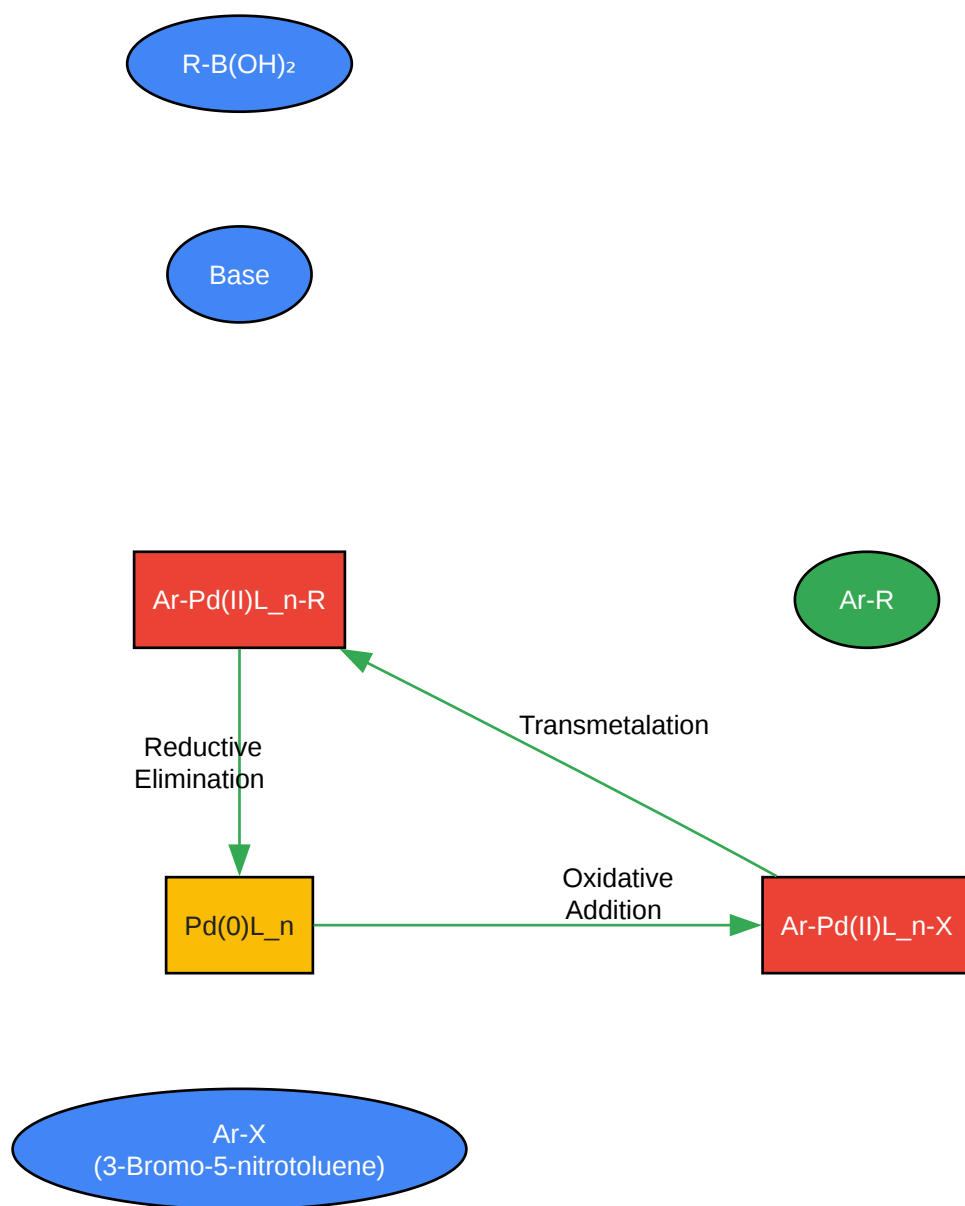 R-B(OH)₂
Base
Ar-Pd(II)L_n-R
Ar-R
Transmetalation
Reductive
Elimination
Oxidative
Addition
Pd(0)L_n
Ar-Pd(II)L_n-X
Ar-X
(3-Bromo-5-nitrotoluene)